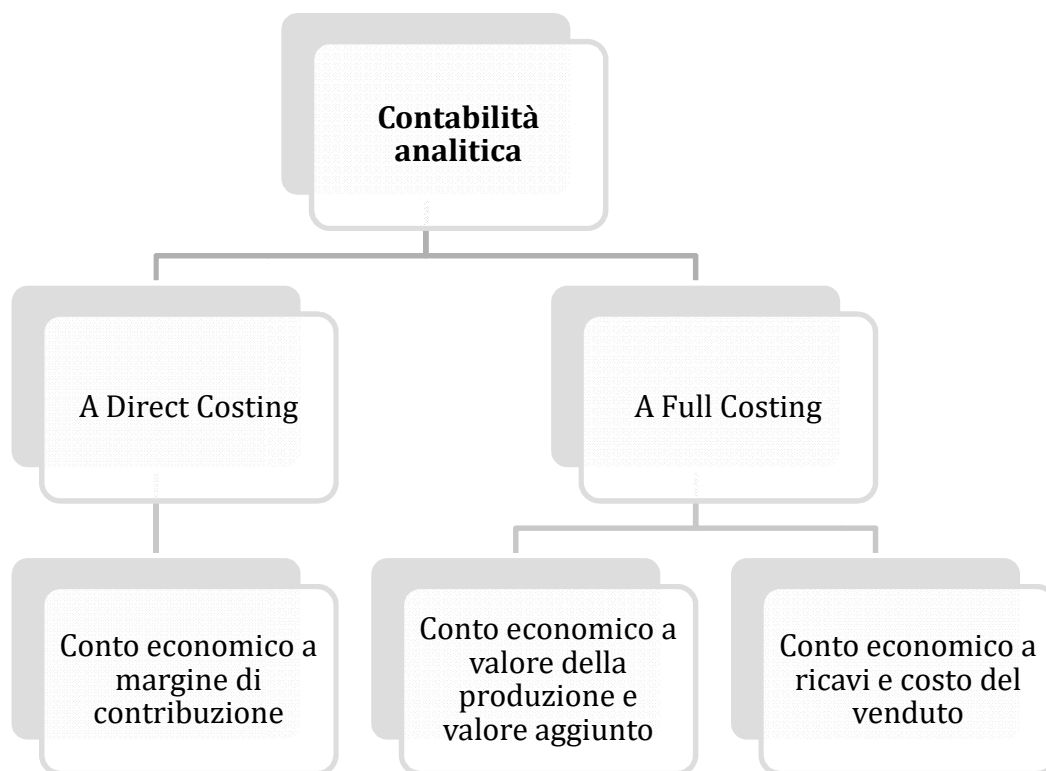 Contabilità
analitica
A Direct Costing
A Full Costing
Conto economico a
margine di
contribuzione
Conto economico a
valore della
produzione e
valore aggiunto
Conto economico a
ricavi e costo del
venduto